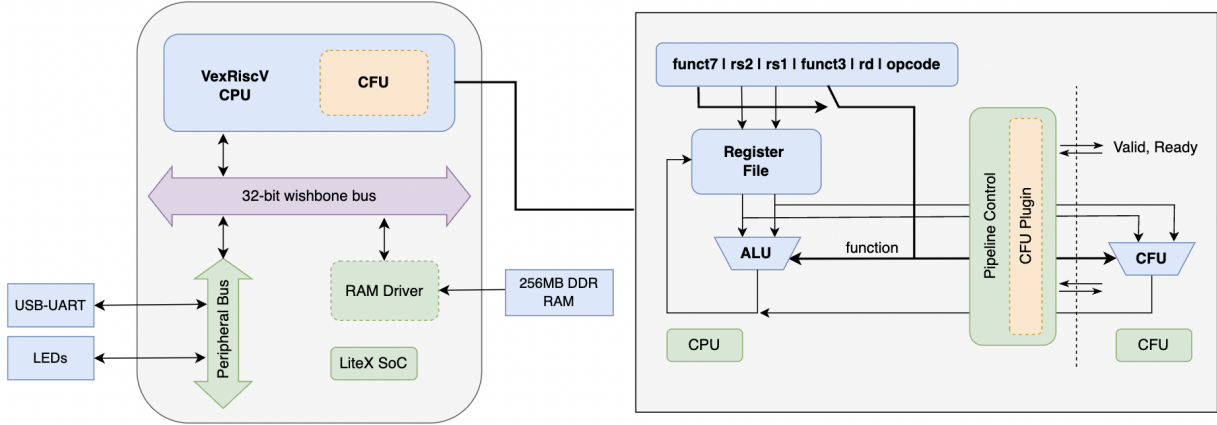 VexRiscV
CPU
CFU
32-bit wishbone bus
USB-UART
LEDs
Peripheral Bus
RAM Driver
256MB DDR
RAM
LiteX SoC
funct7 | rs2 | rs1 | funct3 | rd | opcode
Register
File
ALU
function
CPU
Pipeline Control
CFU Plugin
Valid, Ready
CFU
CFU